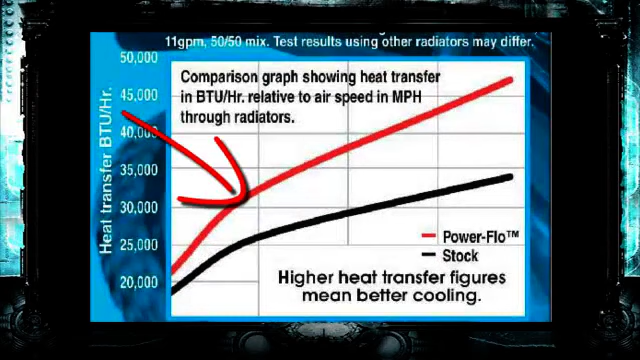 11gpm, 50/50 mix. Test results using other radiators may differ.
50,000
Comparison graph showing heat transfer
in BTU/Hr. relative to air speed in MPH
through radiators.
45,000
40,000
35,000
30,000
25,000
20,000
Heat transfer BTU/Hr.
Power-Flo™
Stock
Higher heat transfer figures
mean better cooling.